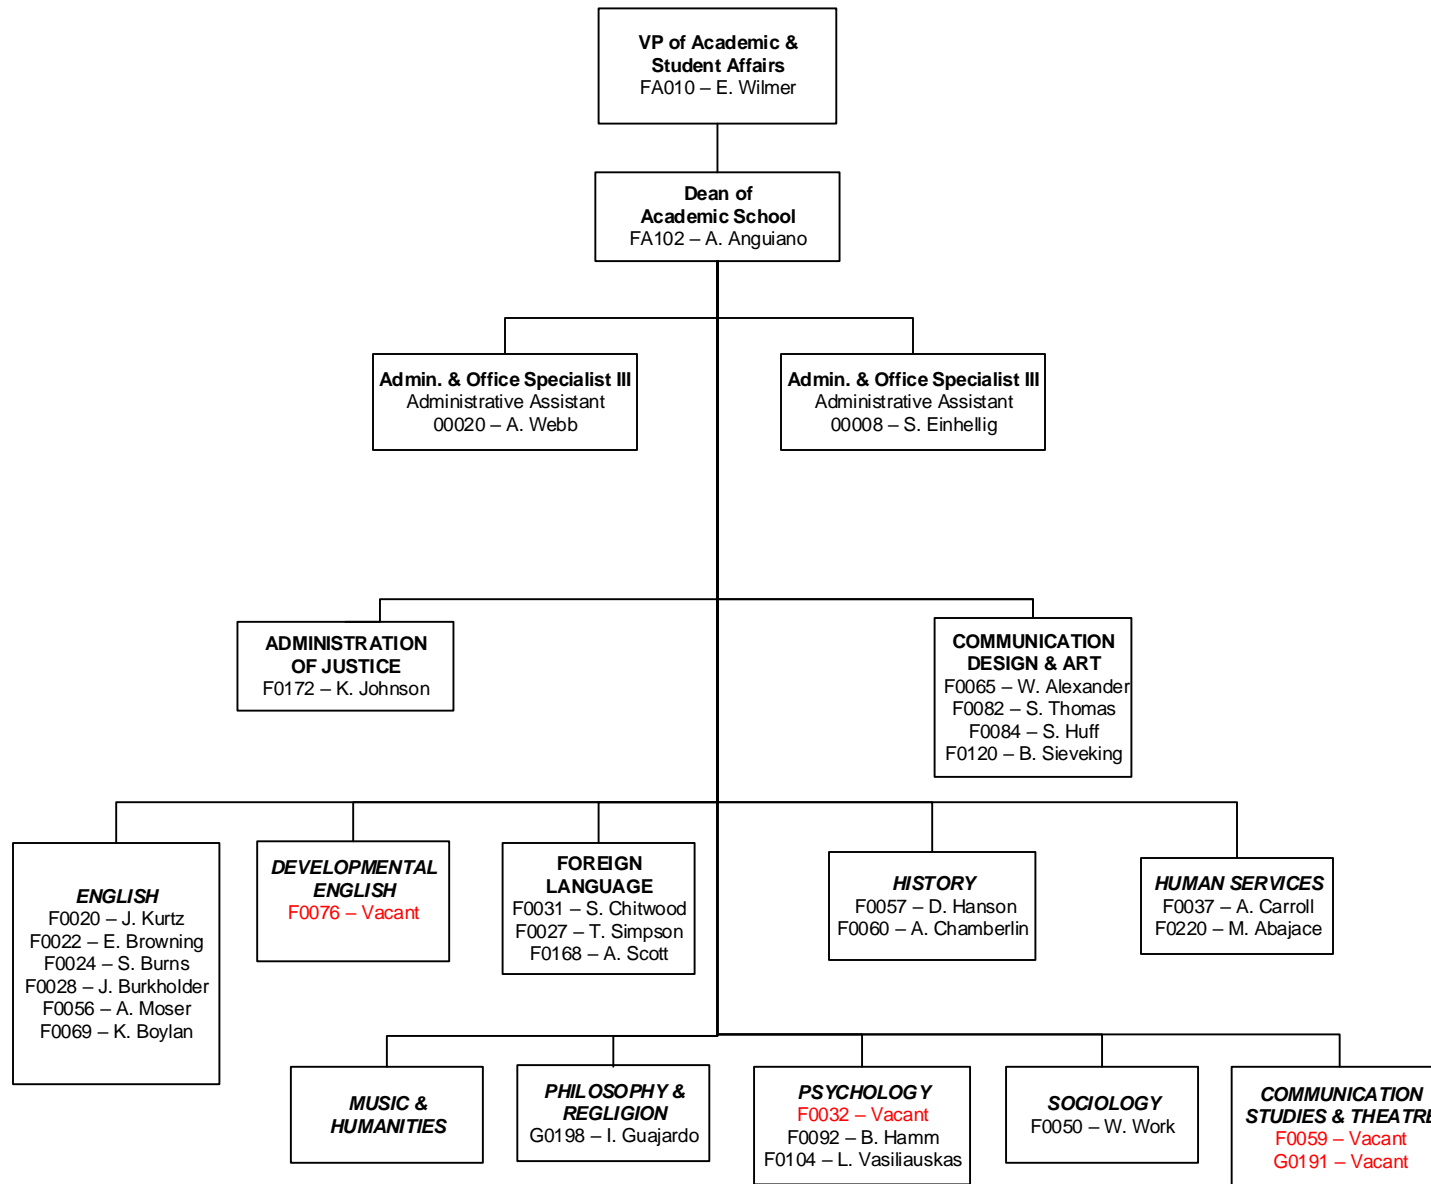 VP of Academic &
Student Affairs
FA010 – E. Wilmer
Dean of
Academic School
FA102 – A. Anguiano
Admin. & Office Specialist III
Administrative Assistant
00020 – A. Webb
Admin. & Office Specialist III
Administrative Assistant
00008 – S. Einhellig
ADMINISTRATION
OF JUSTICE
F0172 – K. Johnson
COMMUNICATION
DESIGN & ART
F0065 – W. Alexander
F0082 – S. Thomas
F0084 – S. Huff
F0120 – B. Sieveking
ENGLISH
F0020 – J. Kurtz
F0022 – E. Browning
F0024 – S. Burns
F0028 – J. Burkholder
F0056 – A. Moser
F0069 – K. Boylan
DEVELOPMENTAL
ENGLISH
F0076 – Vacant
FOREIGN
LANGUAGE
F0031 – S. Chitwood
F0027 – T. Simpson
F0168 – A. Scott
HISTORY
F0057 – D. Hanson
F0060 – A. Chamberlin
HUMAN SERVICES
F0037 – A. Carroll
F0220 – M. Abajace
MUSIC &
HUMANITIES
PHILOSOPHY &
REGLIGION
G0198 – I. Guajardo
PSYCHOLOGY
F0032 – Vacant
F0092 – B. Hamm
F0104 – L. Vasiliauskas
SOCIOLOGY
F0050 – W. Work
COMMUNICATION
STUDIES & THEATRE
F0059 – Vacant
G0191 – Vacant